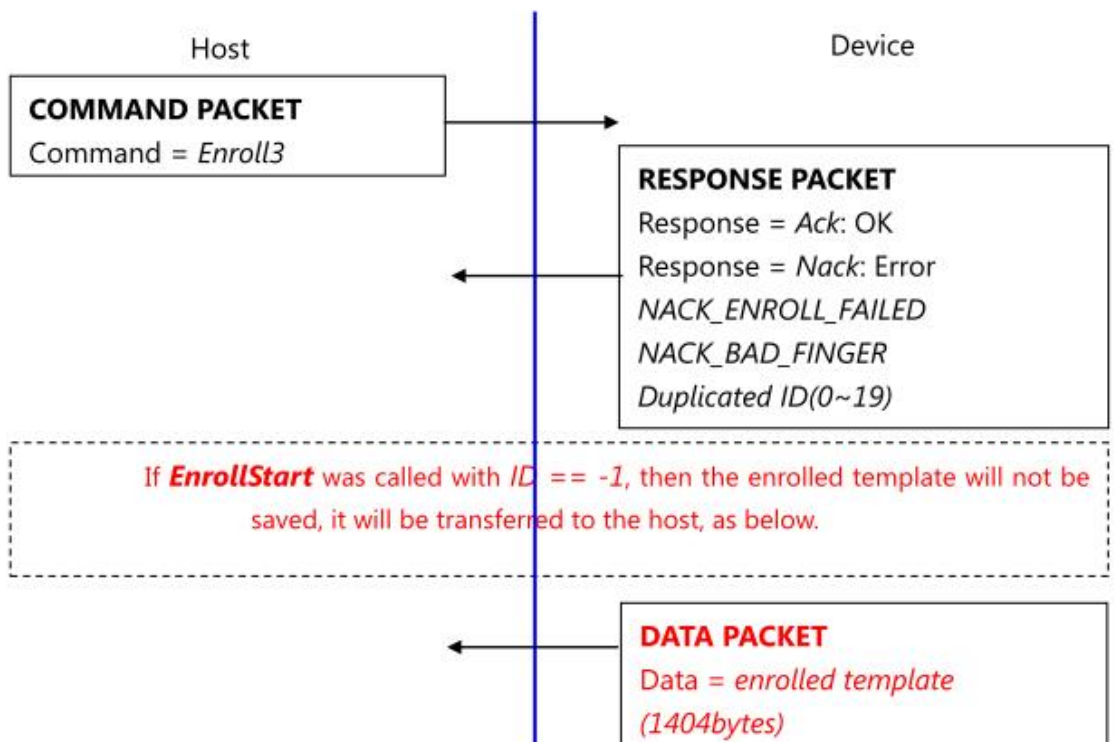 Host
Device
COMMAND PACKET
Command = Enroll3
RESPONSE PACKET
Response = Ack: OK
Response = Nack: Error
NACK_ENROLL_FAILED
NACK_BAD_FINGER
Duplicated ID(0~19)
If EnrollStart was called with ID == -1, then the enrolled template will not be
saved, it will be transferred to the host, as below.
DATA PACKET
Data = enrolled template
(1404bytes)